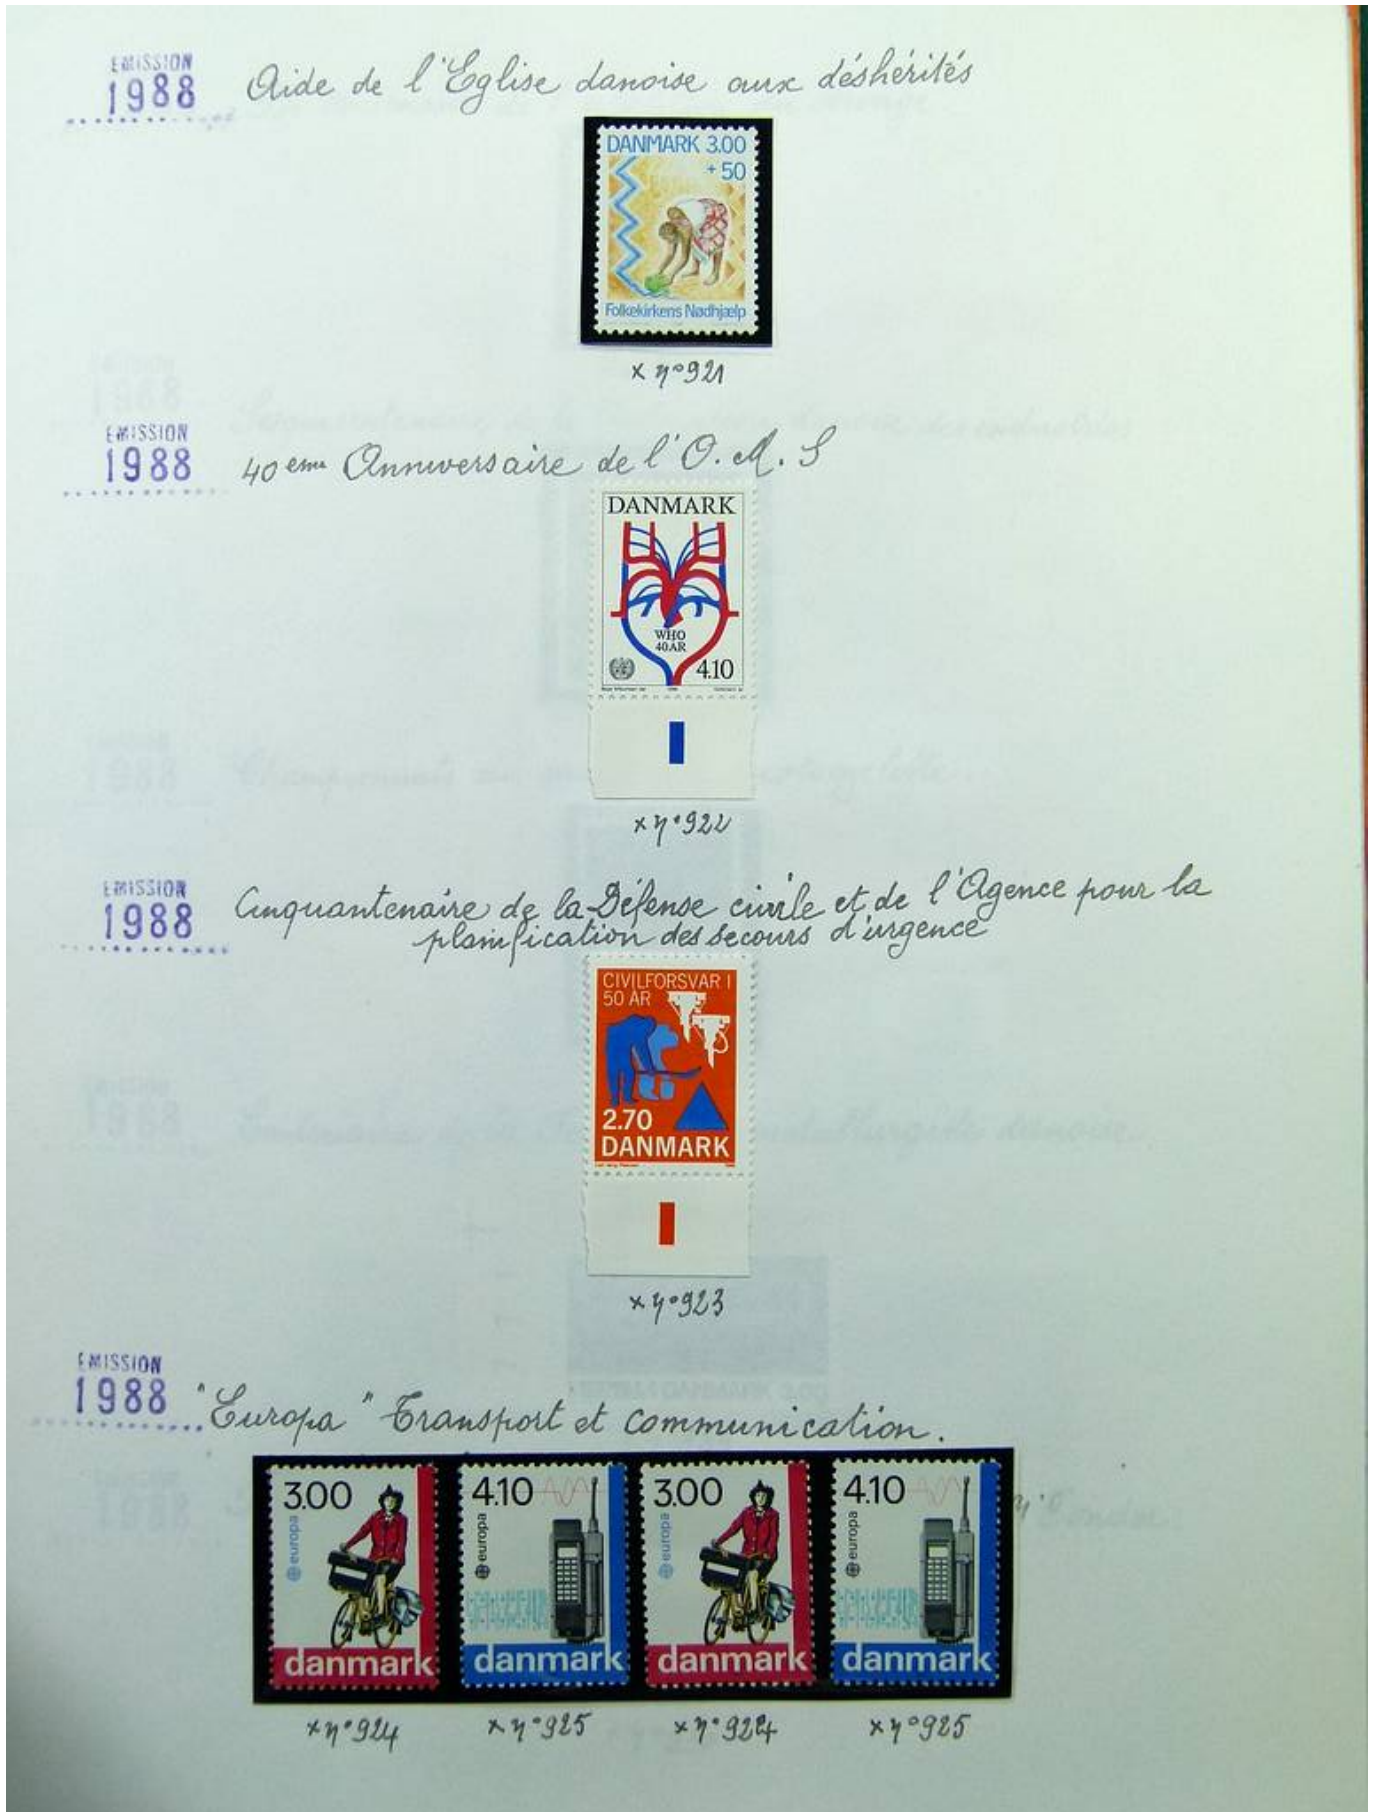 EMISSION
1988
Aide de l'Eglise danoise aux déshérités
DANMARK 3.00
+50
Folkekirkens Nødhjælp
x n°921
EMISSION
1988
40ème Anniversaire de l'O.M.S
DANMARK
WHO
40 ÅR
4.10
x n°922
EMISSION
1988
Cinquantenaire de la Défense civile et de l'Agence pour la
planification des secours d'urgence
CIVILFORSVAR I
50 ÅR
2.70
DANMARK
x n°923
EMISSION
1988
"Europa" Transport et communication.
3.00
europa
danmark
4.10
europa
danmark
3.00
europa
danmark
4.10
europa
danmark
x n°924
x n°925
x n°924
x n°925